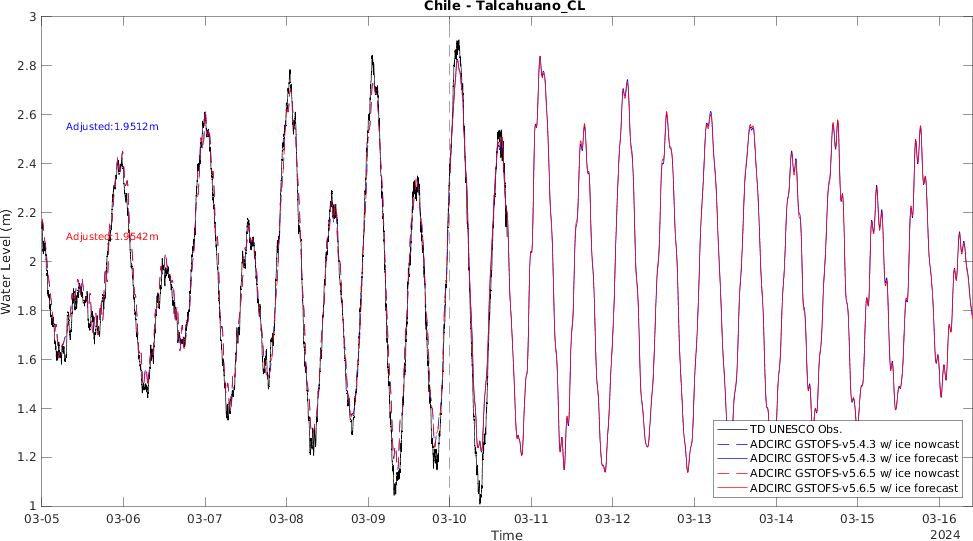 Chile - Talcahuano_CL
Water Level (m)
3
2.8
2.6
2.4
2.2
2
1.8
1.6
1.4
1.2
1
Adjusted:1.9512m
Adjusted:1.9542m
TD UNESCO Obs.
ADCIRC GSTOFS-v5.4.3 w/ ice nowcast
ADCIRC GSTOFS-v5.4.3 w/ ice forecast
ADCIRC GSTOFS-v5.6.5 w/ ice nowcast
ADCIRC GSTOFS-v5.6.5 w/ ice forecast
03-05 03-06 03-07 03-08 03-09 03-10 03-11 03-12 03-13 03-14 03-15 03-16
Time
2024